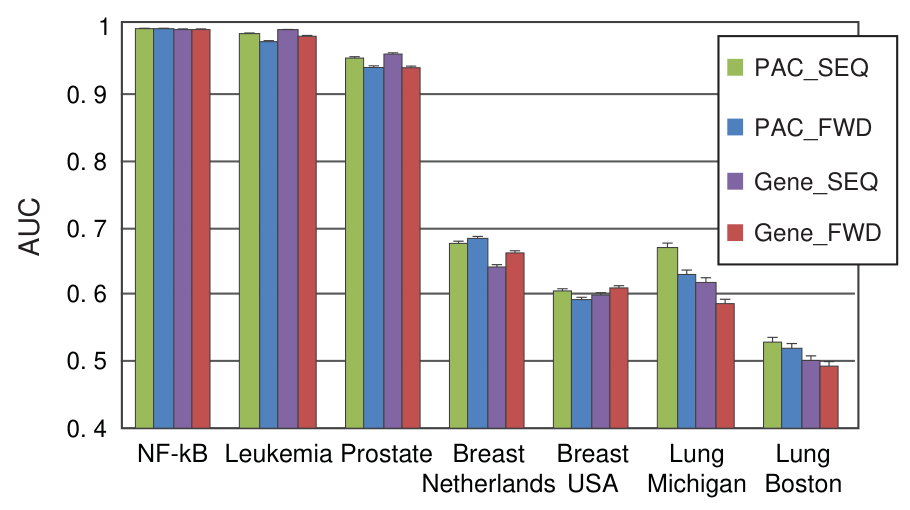 1
0. 9
0. 8
0. 7
0. 6
0. 5
0. 4
AUC
PAC_SEQ
PAC_FWD
Gene_SEQ
Gene_FWD
NF-kB
Leukemia
Prostate
Breast
Netherlands
Breast
USA
Lung
Michigan
Lung
Boston